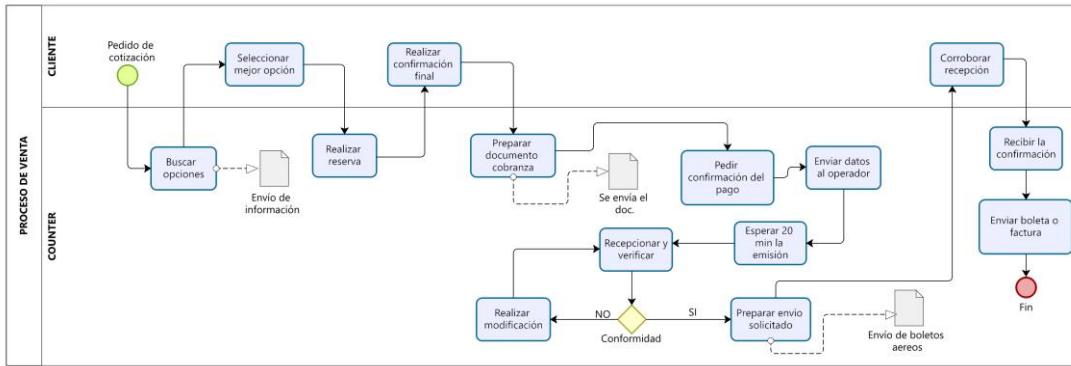 PROCESO DE VENTA
CLIENTE
Pedido de
cotización
Seleccionar
mejor opción
Realizar
confirmación
final
Corroborar
recepción
COUNTER
Buscar
opciones
Envío de
información
Realizar
reserva
Preparar
documento
cobranza
Se envía el
doc.
Pedir
confirmación del
pago
Enviar datos
al operador
Esperar 20
min la
emisión
Recepcionar y
verificar
Realizar
modificación
NO
Conformidad
SI
Preparar envio
solicitado
Envío de boletos
aereos
Recibir la
confirmación
Enviar boleta o
factura
Fin